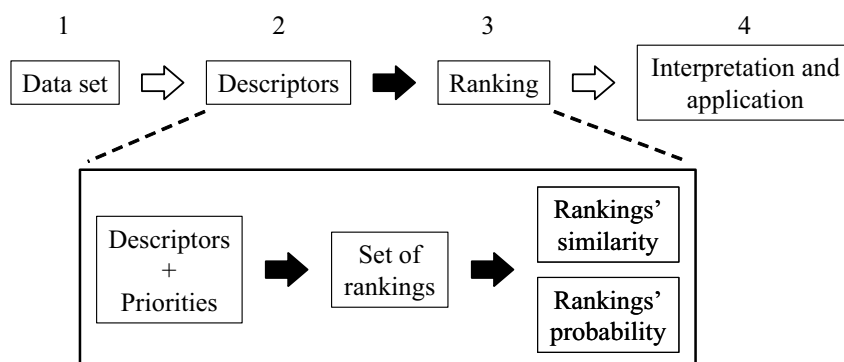 1
2
3
4
Data set
Descriptors
Ranking
Interpretation and
application
Descriptors
+
Priorities
Set of
rankings
Rankings’
similarity
Rankings’
probability